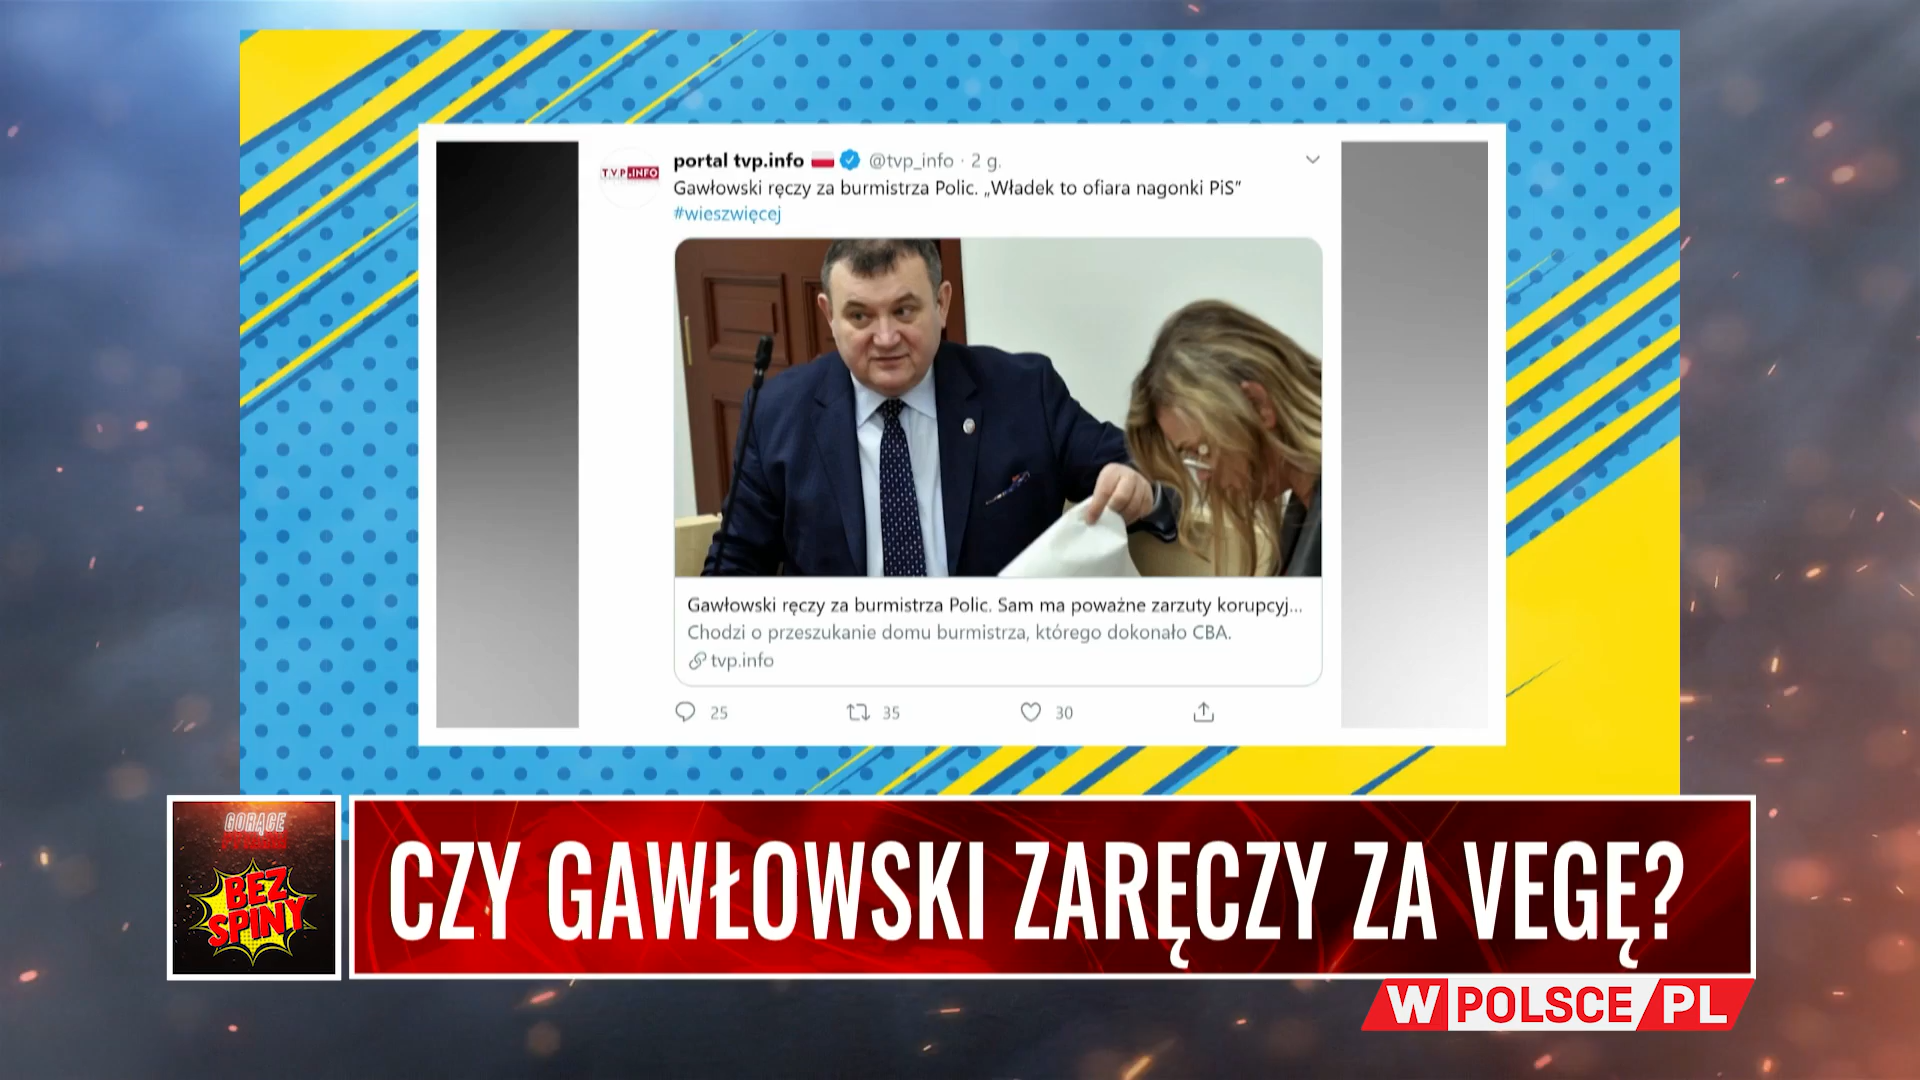 portal tvp.info @tvp_info · 2 g.
T.V.P.INFO
Gawłowski ręczy za burmistrza Polic. „Władek to ofiara nagonki PiS”
#wieszwięcej
Gawłowski ręczy za burmistrza Polic. Sam ma poważne zarzuty korupcyj...
Chodzi o przeszukanie domu burmistrza, którego dokonało CBA.
tvp.info
25 35 30
GORĄCE
BEZ
SPINY
CZY GAWŁOWSKI ZARĘCZY ZA VEGĘ?
WPOLSCE/PL